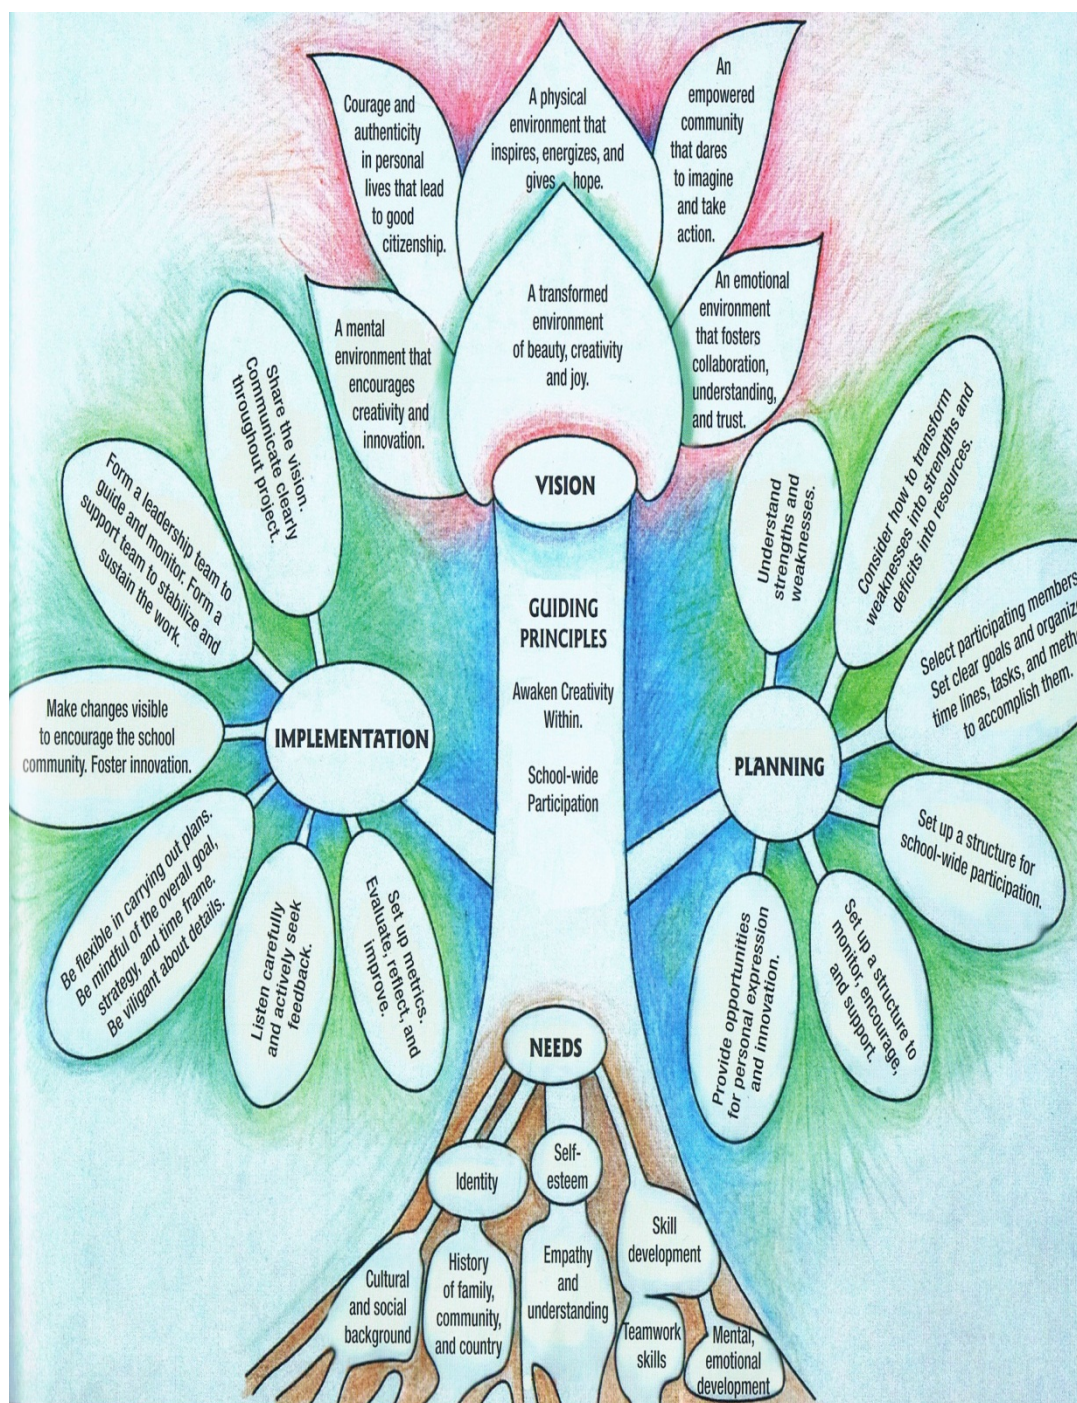 Courage and
authenticity
in personal
lives that lead
to good
citizenship.
A physical
environment that
inspires, energizes, and
gives hope.
An
empowered
community
that dares
to imagine
and take
action.
A mental
environment that
encourages
creativity and
innovation.
A transformed
environment
of beauty, creativity
and joy.
An emotional
environment
that fosters
collaboration,
understanding,
and trust.
VISION
GUIDING
PRINCIPLES
Awaken Creativity
Within.
School-wide
Participation
Share the vision.
Communicate clearly
throughout project.
Form a leadership team to
guide and monitor. Form a
support team to stabilize and
sustain the work.
Make changes visible
to encourage the school
community. Foster innovation.
IMPLEMENTATION
Be flexible in carrying out plans.
Be mindful of the overall goal,
strategy, and time frame.
Be viligant about details.
Listen carefully
and actively seek
feedback.
Set up metrics.
Evaluate, reflect, and
improve.
Understand
strengths and
weaknesses.
Consider how to transform
weaknesses into strengths and
deficits into resources.
Select participating members
Set clear goals and organize
time lines, tasks, and
to accomplish them.
PLANNING
Set up a structure for
school-wide participation.
Set up a structure to
monitor, encourage,
and support.
Provide opportunities
for personal expression
and innovation.
NEEDS
Identity
Self-
esteem
Skill
development
Cultural
and social
background
History
of family,
community,
and country
Empathy
and
understanding
Teamwork
skills
Mental,
emotional
development